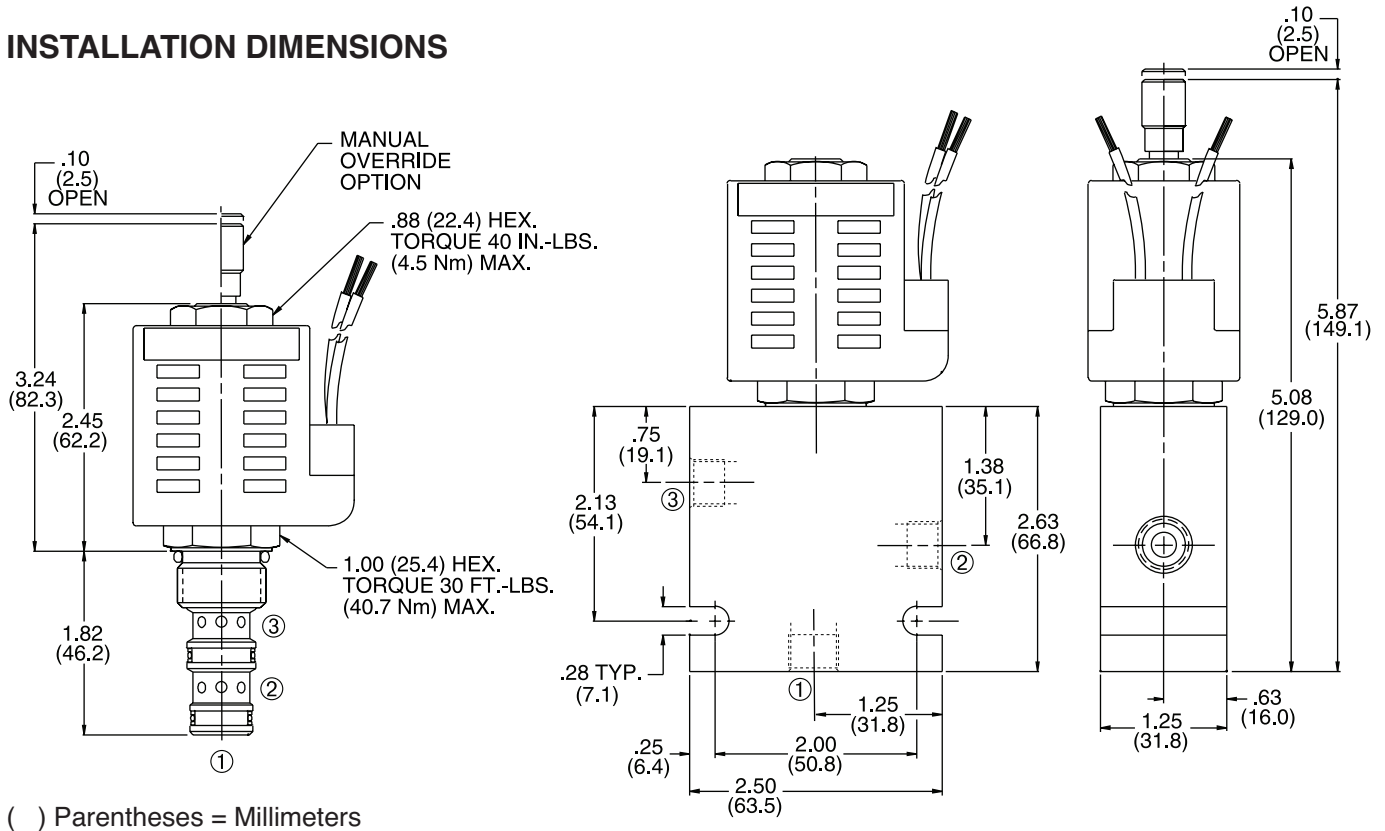 INSTALLATION DIMENSIONS
.10
(2.5)
OPEN
MANUAL
OVERRIDE
OPTION
.88 (22.4) HEX.
TORQUE 40 IN.-LBS.
(4.5 Nm) MAX.
3.24
(82.3)
2.45
(62.2)
1.00 (25.4) HEX.
TORQUE 30 FT.-LBS.
(40.7 Nm) MAX.
1.82
(46.2)
③
②
①
.75
(19.1)
③
2.13
(54.1)
1.38
(35.1)
②
2.63
(66.8)
.28 TYP.
(7.1)
①
1.25
(31.8)
.25
(6.4)
2.00
(50.8)
2.50
(63.5)
.10
(2.5)
OPEN
5.87
(149.1)
5.08
(129.0)
.63
(16.0)
1.25
(31.8)
( ) Parentheses = Millimeters